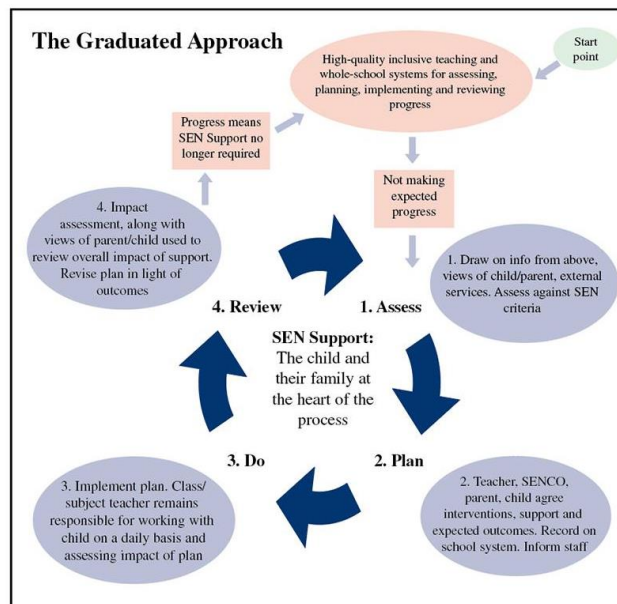 The Graduated Approach
Start
point
High-quality inclusive teaching and
whole-school systems for assessing,
planning, implementing and reviewing
progress
Progress means
SEN Support no
longer required
Not making
expected
progress
4. Impact
assessment, along with
views of parent/child used to
review overall impact of support.
Revise plan in light of
outcomes
1. Draw on info from above,
views of child/parent, external
services. Assess against SEN
criteria
4. Review
1. Assess
SEN Support:
The child and
their family at
the heart of the
process
3. Do
2. Plan
3. Implement plan. Class/
subject teacher remains
responsible for working with
child on a daily basis and
assessing impact of plan
2. Teacher, SENCO,
parent, child agree
interventions, support and
expected outcomes. Record on
school system. Inform staff